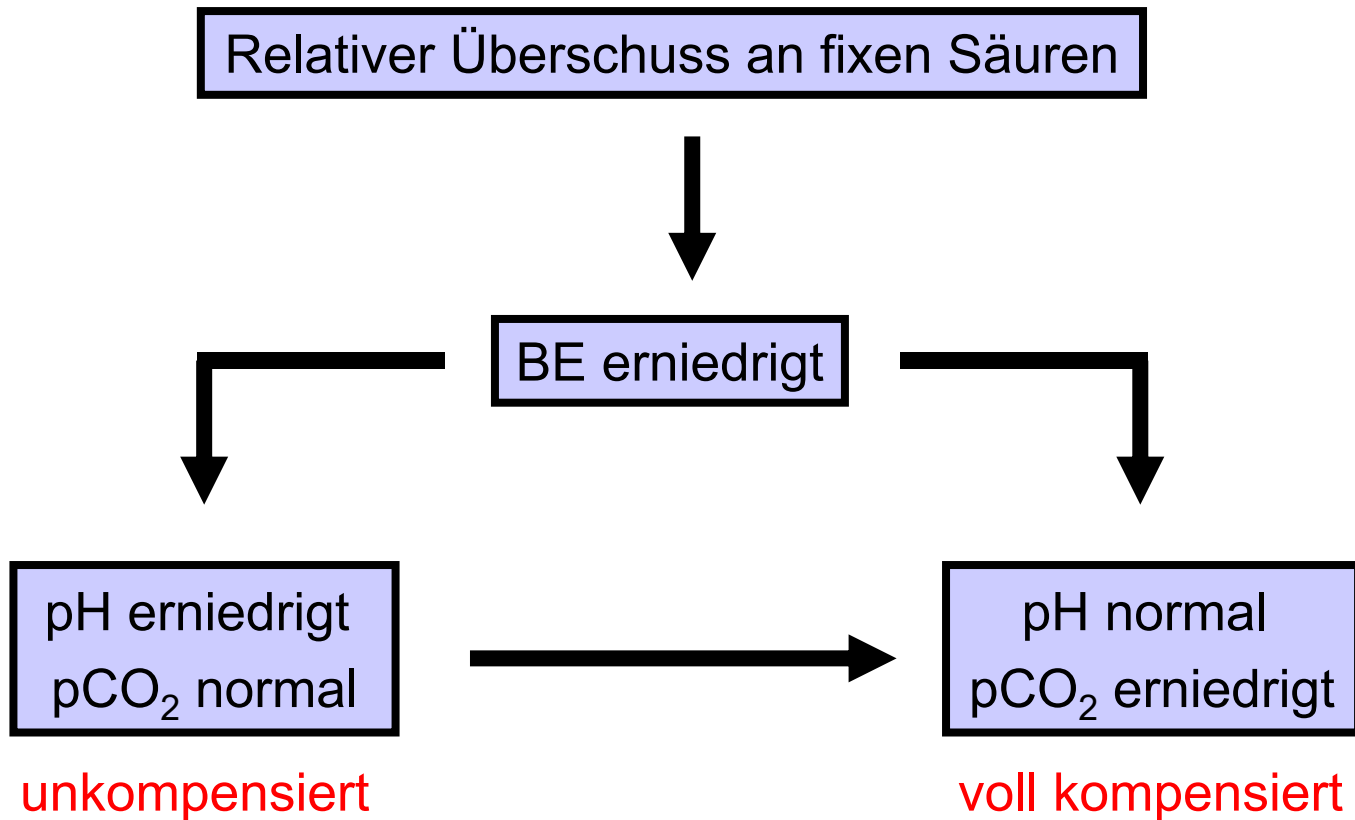 Relativer Überschuss an fixen Säuren
BE erniedrigt
pH erniedrigt
pCO₂ normal
unkompensiert
pH normal
pCO₂ erniedrigt
voll kompensiert